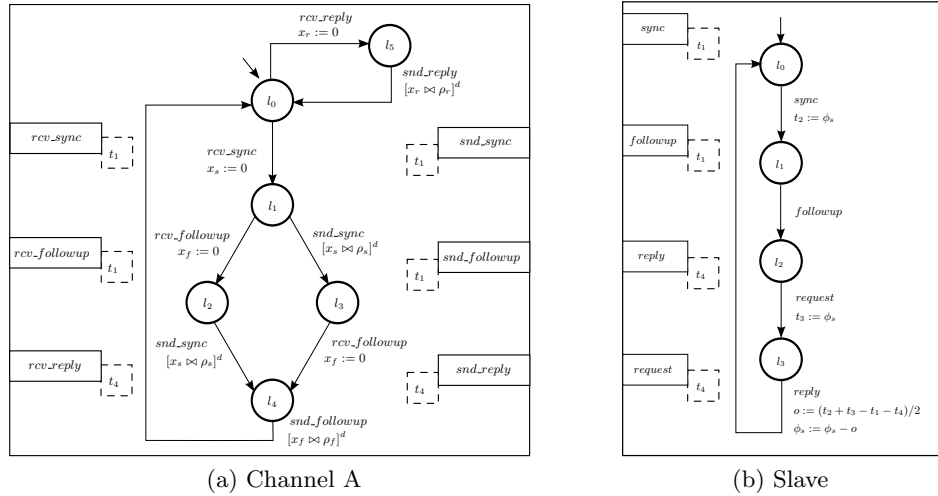 rcv_reply
x_r := 0
l_5
snd_reply
[x_r ⋈ ρ_r]^d
l_0
rcv_sync
t_1
rcv_sync
x_s := 0
snd_sync
t_1
l_1
rcv_followup
x_f := 0
snd_sync
[x_s ⋈ ρ_s]^d
rcv_followup
t_1
snd_followup
t_1
l_2
l_3
snd_sync
[x_s ⋈ ρ_s]^d
rcv_followup
x_f := 0
rcv_reply
t_4
snd_reply
t_4
l_4
snd_followup
[x_f ⋈ ρ_f]^d
(a) Channel A
sync
t_1
l_0
sync
t_2 := ϕ_s
followup
t_1
l_1
followup
reply
t_4
l_2
request
t_3 := ϕ_s
request
t_4
l_3
reply
o := (t_2 + t_3 − t_1 − t_4)/2
ϕ_s := ϕ_s − o
(b) Slave